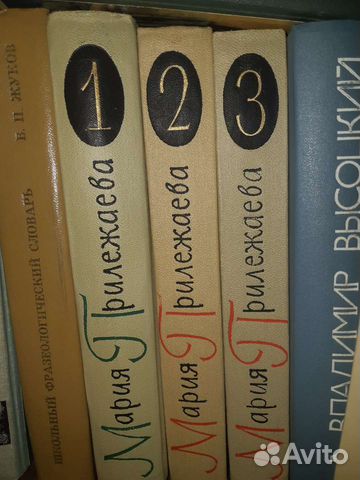 В. П. ЖУКОВ
ШКОЛЬНЫЙ ФРАЗЕОЛОГИЧЕСКИЙ СЛОВАРЬ
1
Мария Прилежаева
2
Мария Прилежаева
3
Мария Прилежаева
ВЛАДИМИР ВЫСОЦКИЙ
Avito